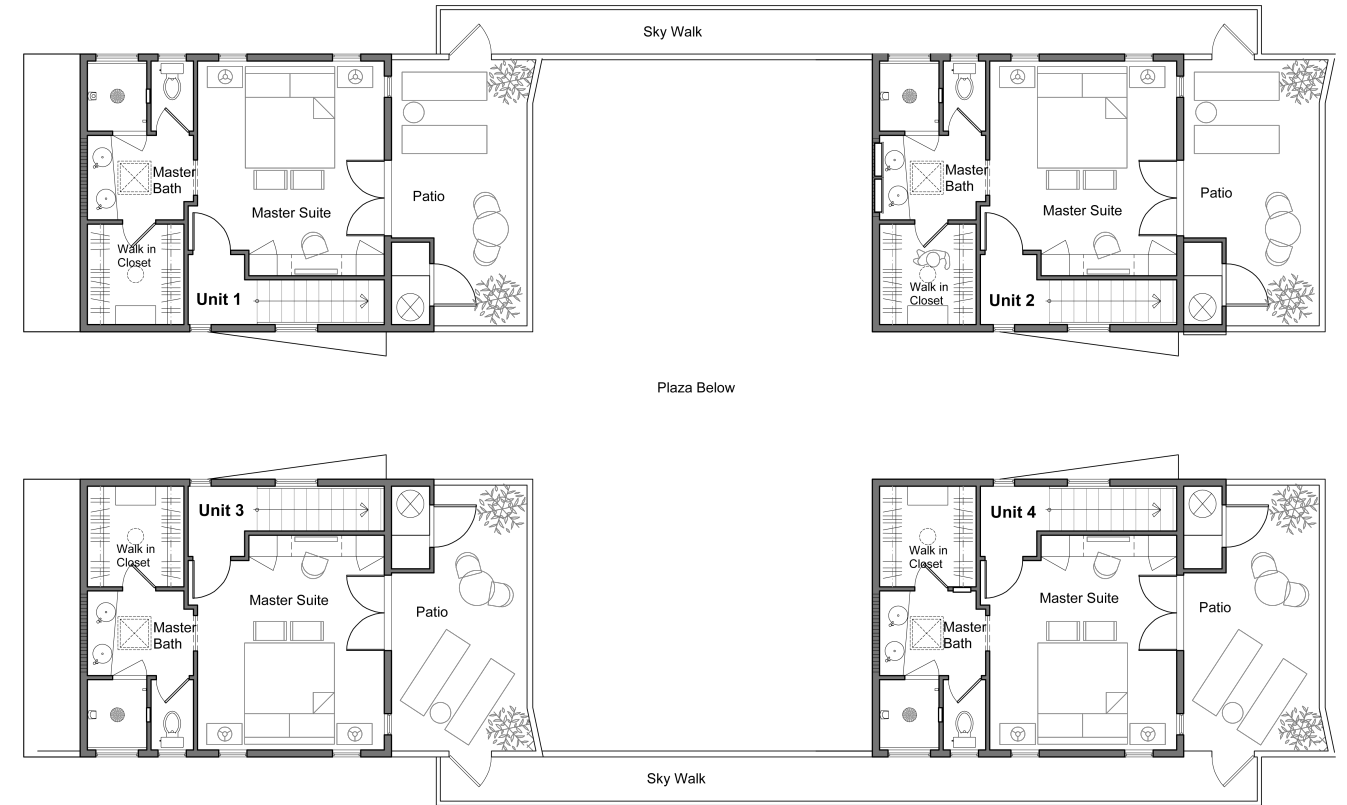 Sky Walk
Master
Bath
Master Suite
Patio
Walk in
Closet
Unit 1
Master
Bath
Master Suite
Patio
Walk in
Closet
Unit 2
Plaza Below
Unit 3
Walk in
Closet
Master Suite
Patio
Master
Bath
Unit 4
Walk in
Closet
Master Suite
Patio
Master
Bath
Sky Walk